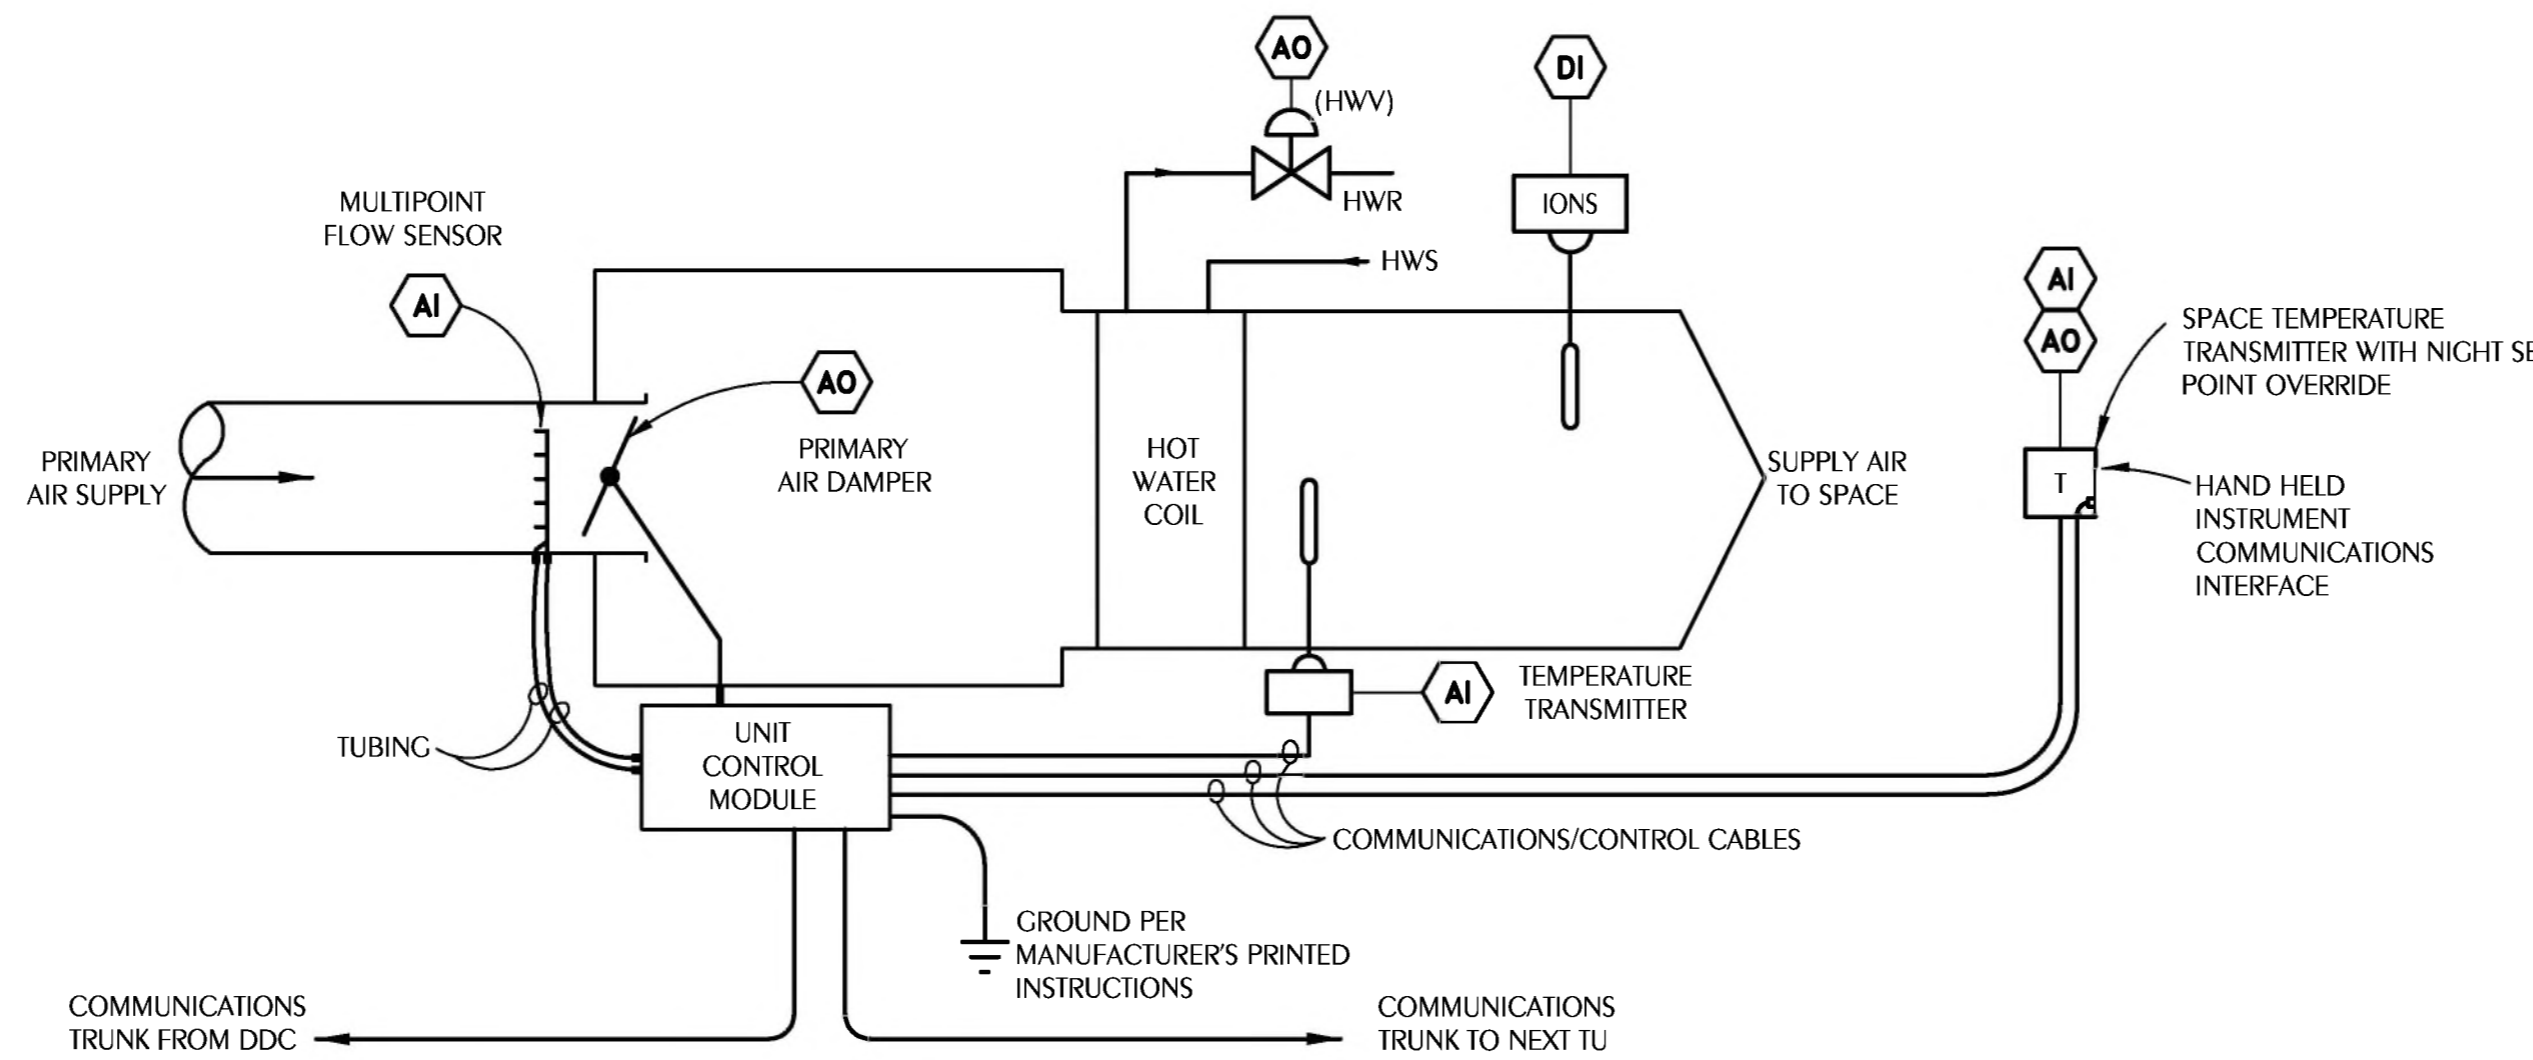 AO
(HWV)
HWR
DI
IONS
HWS
MULTIPOINT
FLOW SENSOR
AI
AO
PRIMARY
AIR DAMPER
PRIMARY
AIR SUPPLY
HOT
WATER
COIL
SUPPLY AIR
TO SPACE
AI
AO
SPACE TEMPERATURE
TRANSMITTER WITH NIGHT SE
POINT OVERRIDE
T
HAND HELD
INSTRUMENT
COMMUNICATIONS
INTERFACE
AI
TEMPERATURE
TRANSMITTER
TUBING
UNIT
CONTROL
MODULE
COMMUNICATIONS/CONTROL CABLES
GROUND PER
MANUFACTURER'S PRINTED
INSTRUCTIONS
COMMUNICATIONS
TRUNK FROM DDC
COMMUNICATIONS
TRUNK TO NEXT TU